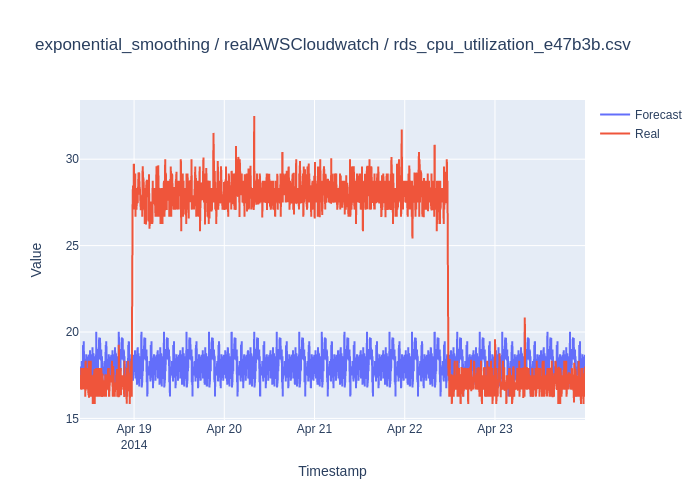 exponential_smoothing / realAWSCloudwatch / rds_cpu_utilization_e47b3b.csv
Forecast
Real
30
25
20
15
Value
Apr 19
2014
Apr 20
Apr 21
Apr 22
Apr 23
Timestamp